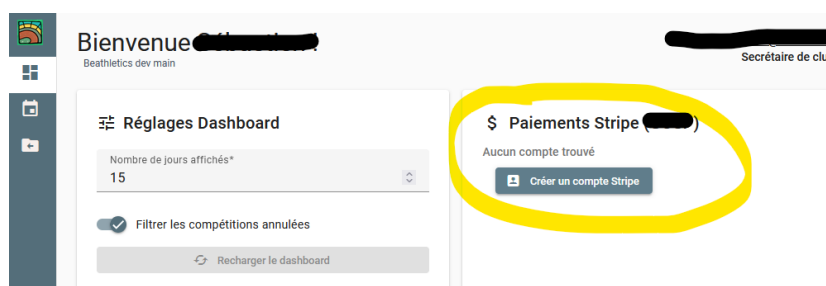 Bienvenue
Beathletics dev main
Secrétaire de clu
Réglages Dashboard
Nombre de jours affichés*
15
Filtrer les compétitions annulées
Recharger le dashboard
$ Paiements Stripe ( )
Aucun compte trouvé
Créer un compte Stripe